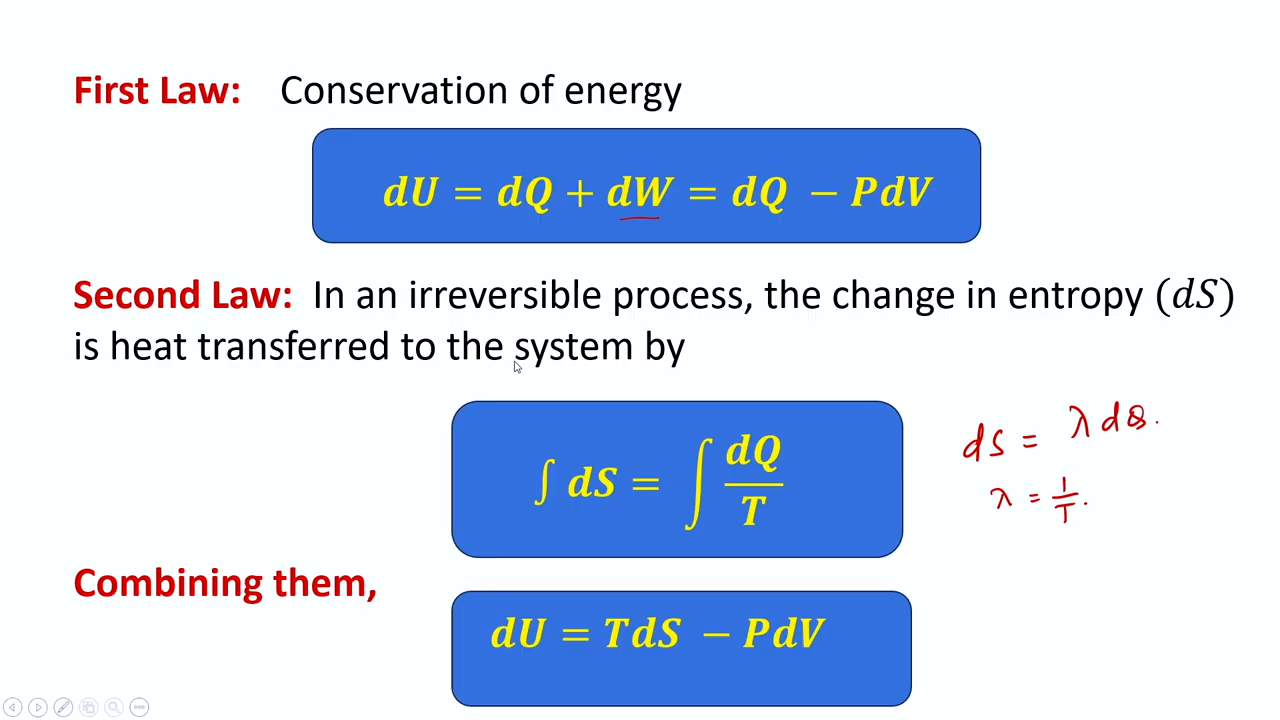 First Law: Conservation of energy
dU = dQ + dW = dQ − PdV
Second Law: In an irreversible process, the change in entropy (dS)
is heat transferred to the system by
∫ dS = ∫ dQ/T
dS = λ dQ.
λ = 1/T.
Combining them,
dU = TdS − PdV